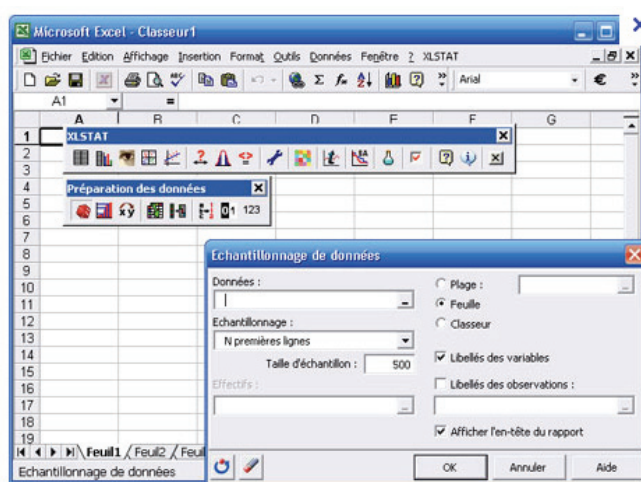 Microsoft Excel - Classeur1
Fichier Edition Affichage Insertion Format Outils Données Fenêtre ? XLSTAT
Arial €
A1 =
A B C D E F G
1
XLSTAT
2
3
4
Préparation des données
5
6
01 123
7
8
Echantillonnage de données
9
10
Données :
Plage :
11
Feuille
12
Echantillonnage :
Classeur
13
N premières lignes
14
Taille d'échantillon : 500
Libellés des variables
15
16
Effectifs :
Libellés des observations :
17
18
Afficher l'en-tête du rapport
19
Feuil1 Feuil2 Feuil
Echantillonnage de données
OK Annuler Aide